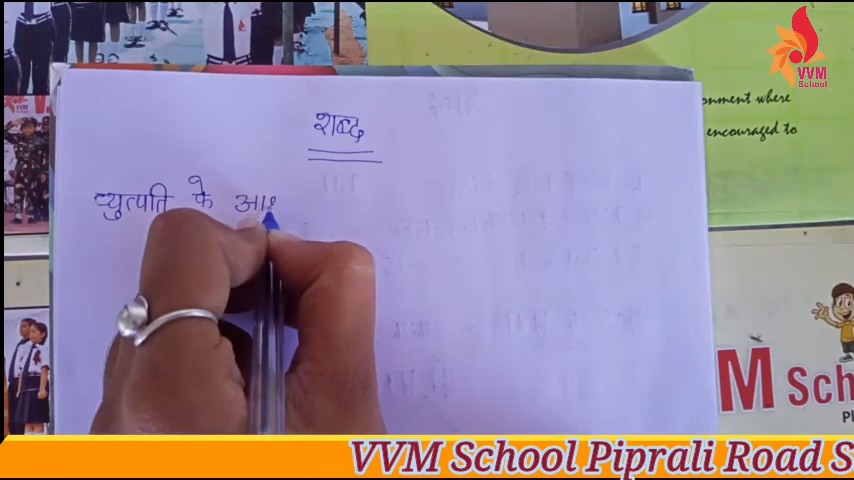 VVM
School
onment where
encouraged to
शब्द
व्युत्पति के
M Sch
VVM School Piprali Road S